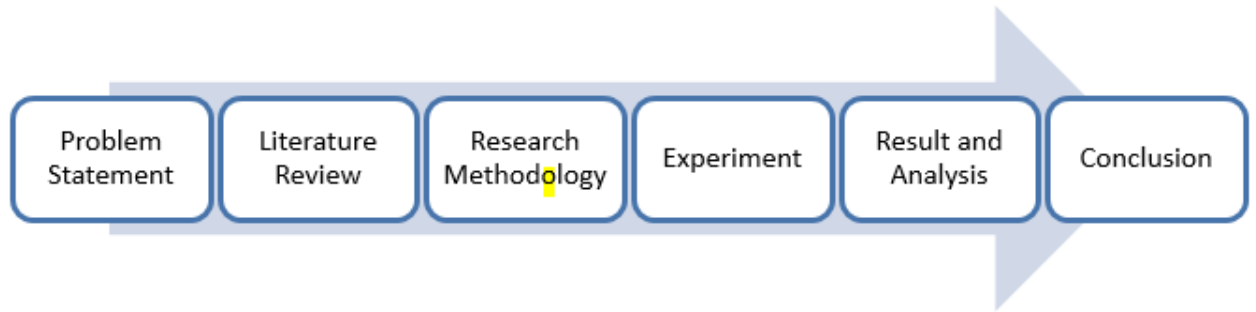 Problem
Statement
Literature
Review
Research
Methodology
Experiment
Result and
Analysis
Conclusion